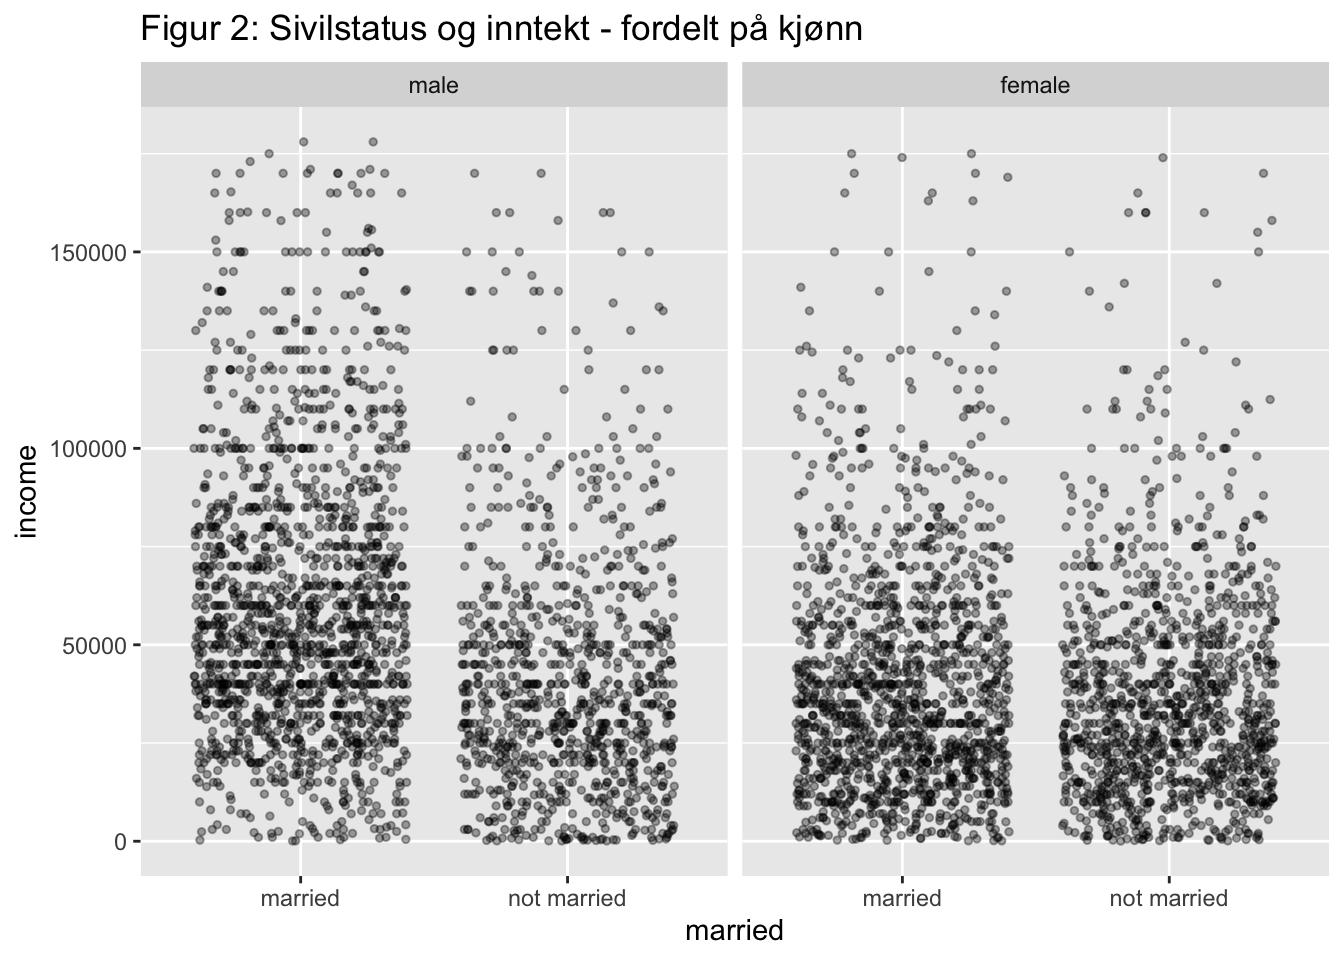 Figur 2: Sivilstatus og inntekt - fordelt på kjønn
male
female
150000
100000
50000
0
income
married
not married
married
not married
married